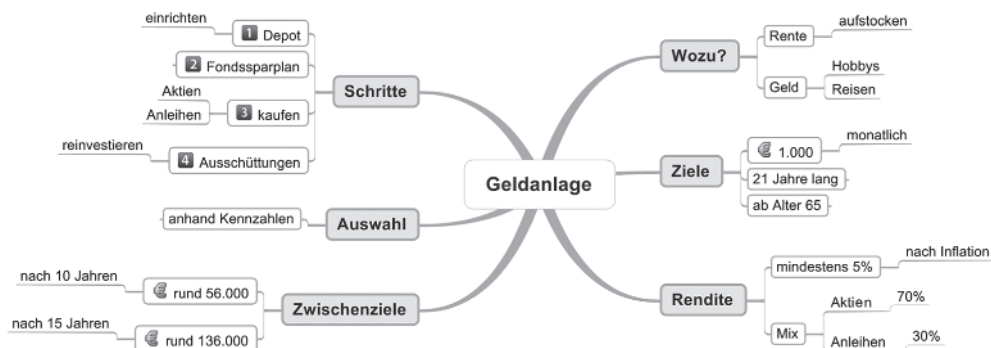 Geldanlage
Wozu?
Rente
aufstocken
Geld
Hobbys
Reisen
Ziele
€ 1.000
monatlich
21 Jahre lang
ab Alter 65
Rendite
mindestens 5%
nach Inflation
Mix
Aktien
70%
Anleihen
30%
Schritte
1 Depot
einrichten
2 Fondssparplan
3 kaufen
Aktien
Anleihen
4 Ausschüttungen
reinvestieren
Auswahl
anhand Kennzahlen
Zwischenziele
€ rund 56.000
nach 10 Jahren
€ rund 136.000
nach 15 Jahren